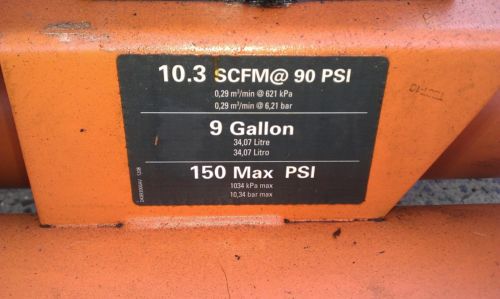 10.3 SCFM@ 90 PSI
0,29 m³/min @ 621 kPa
0,29 m³/min @ 6,21 bar
9 Gallon
34,07 Litre
34,07 Litro
150 Max PSI
1034 kPa max
10,34 bar max